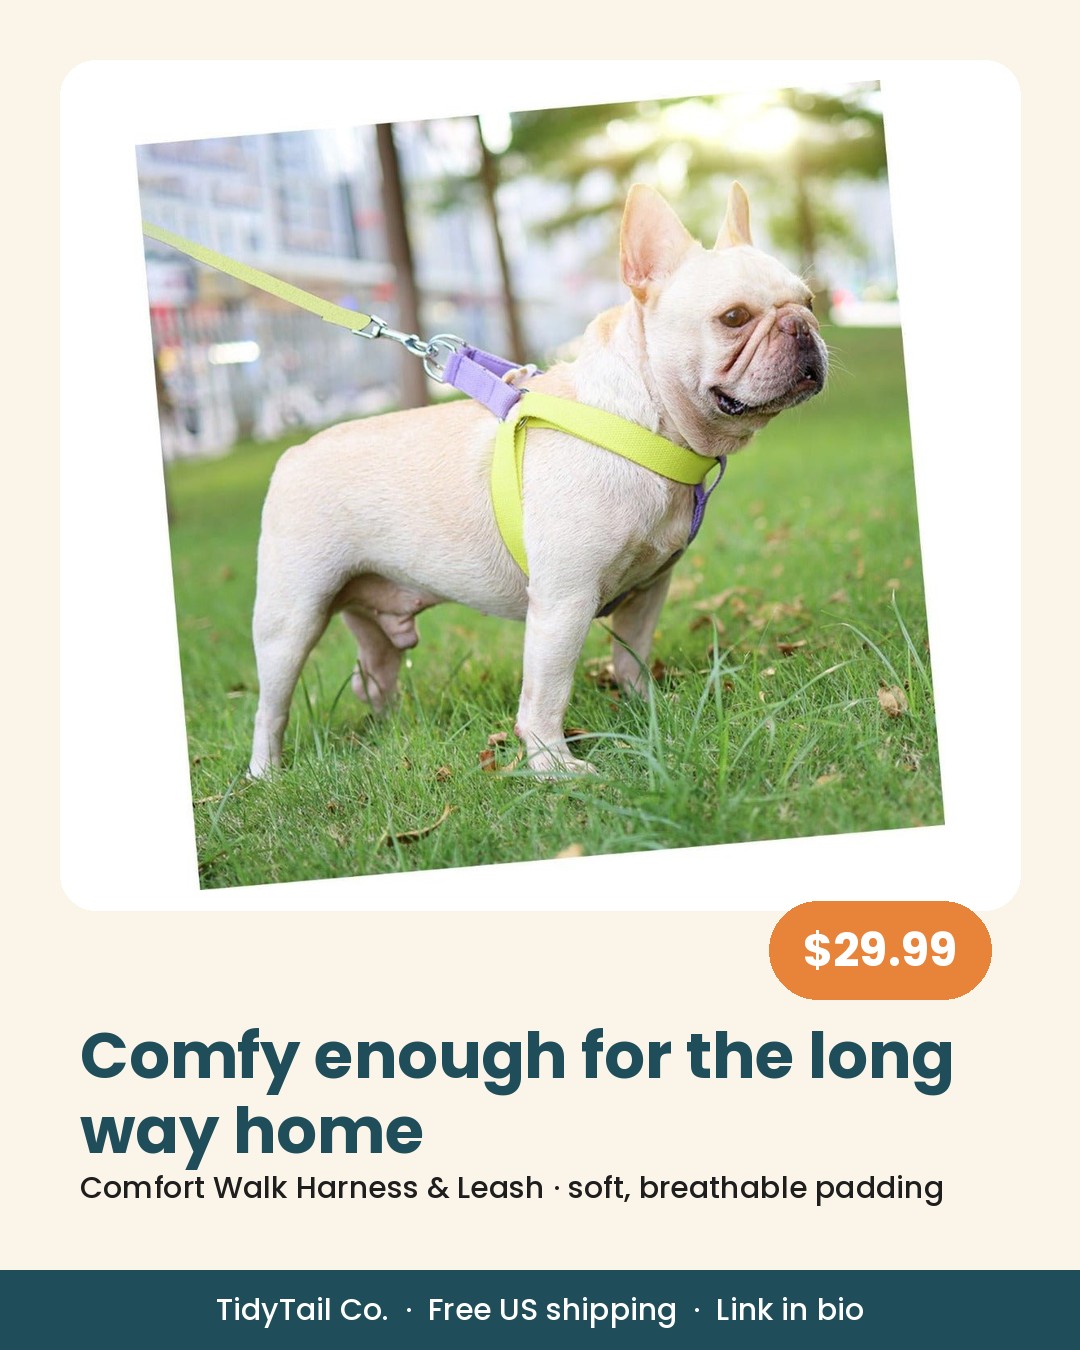 $29.99
Comfy enough for the long
way home
Comfort Walk Harness & Leash · soft, breathable padding
TidyTail Co. · Free US shipping · Link in bio